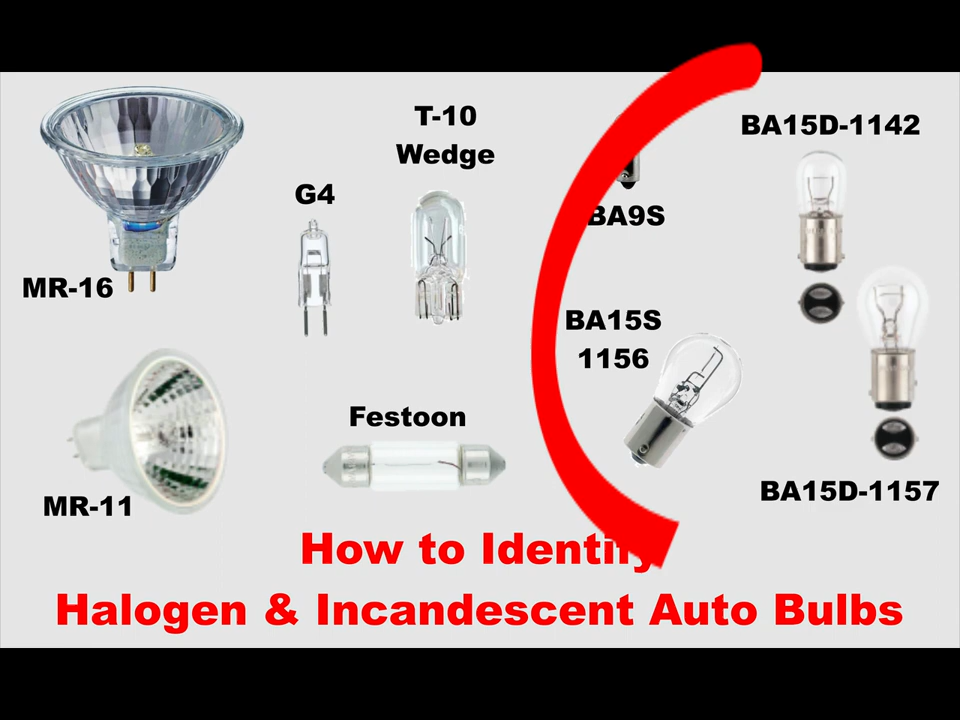 T-10
Wedge
BA15D-1142
G4
BA9S
MR-16
BA15S
1156
Festoon
MR-11
BA15D-1157
How to Identify
Halogen & Incandescent Auto Bulbs